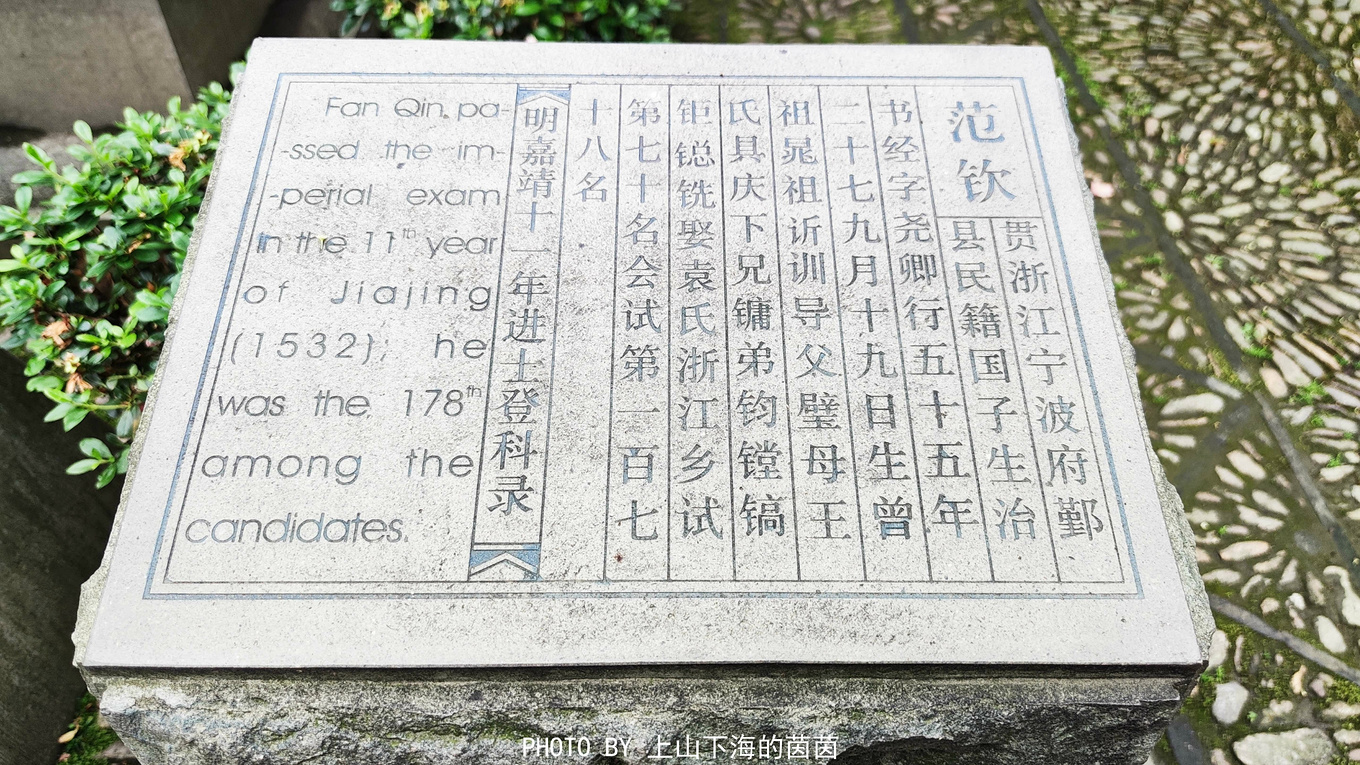 范钦
贯浙江宁波府鄞
县民籍国子生治
书经字尧卿行五十五年
二十七九月十九日生曾
祖晁祖䜣训导父璧母王
氏具庆下兄镛弟钧镗镐
钜锪铣娶袁氏浙江乡试
第七十名会试第一百七
十八名
明嘉靖十一年进士登科录
Fan Qin pa-
-ssed the im-
-perial exam
in the 11th year
of Jiajing
(1532); he
was the 178th
among the
candidates.
PHOTO BY 上山下海的茵茵